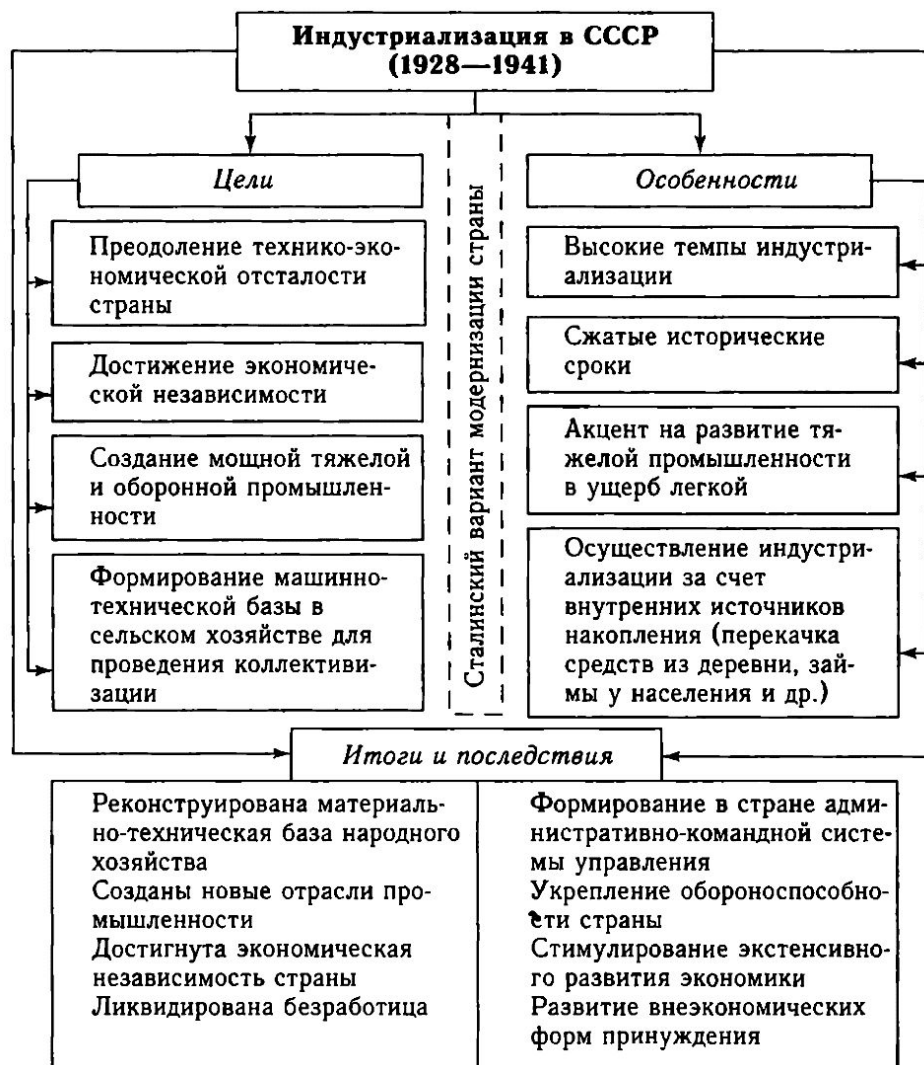 Индустриализация в СССР
(1928—1941)
Цели
Преодоление технико-эко-
номической отсталости
страны
Достижение экономиче-
ской независимости
Создание мощной тяжелой
и оборонной промышлен-
ности
Формирование машинно-
технической базы в
сельском хозяйстве для
проведения коллективи-
зации
Сталинский вариант модернизации страны
Особенности
Высокие темпы индустри-
ализации
Сжатые исторические
сроки
Акцент на развитие тя-
желой промышленности
в ущерб легкой
Осуществление индустри-
ализации за счет
внутренних источников
накопления (перекачка
средств из деревни, зай-
мы у населения и др.)
Итоги и последствия
Реконструирована материаль-
но-техническая база народного
хозяйства
Созданы новые отрасли про-
мышленности
Достигнута экономическая
независимость страны
Ликвидирована безработица
Формирование в стране адми-
нистративно-командной систе-
мы управления
Укрепление обороноспособно-
сти страны
Стимулирование экстенсивно-
го развития экономики
Развитие внеэкономических
форм принуждения